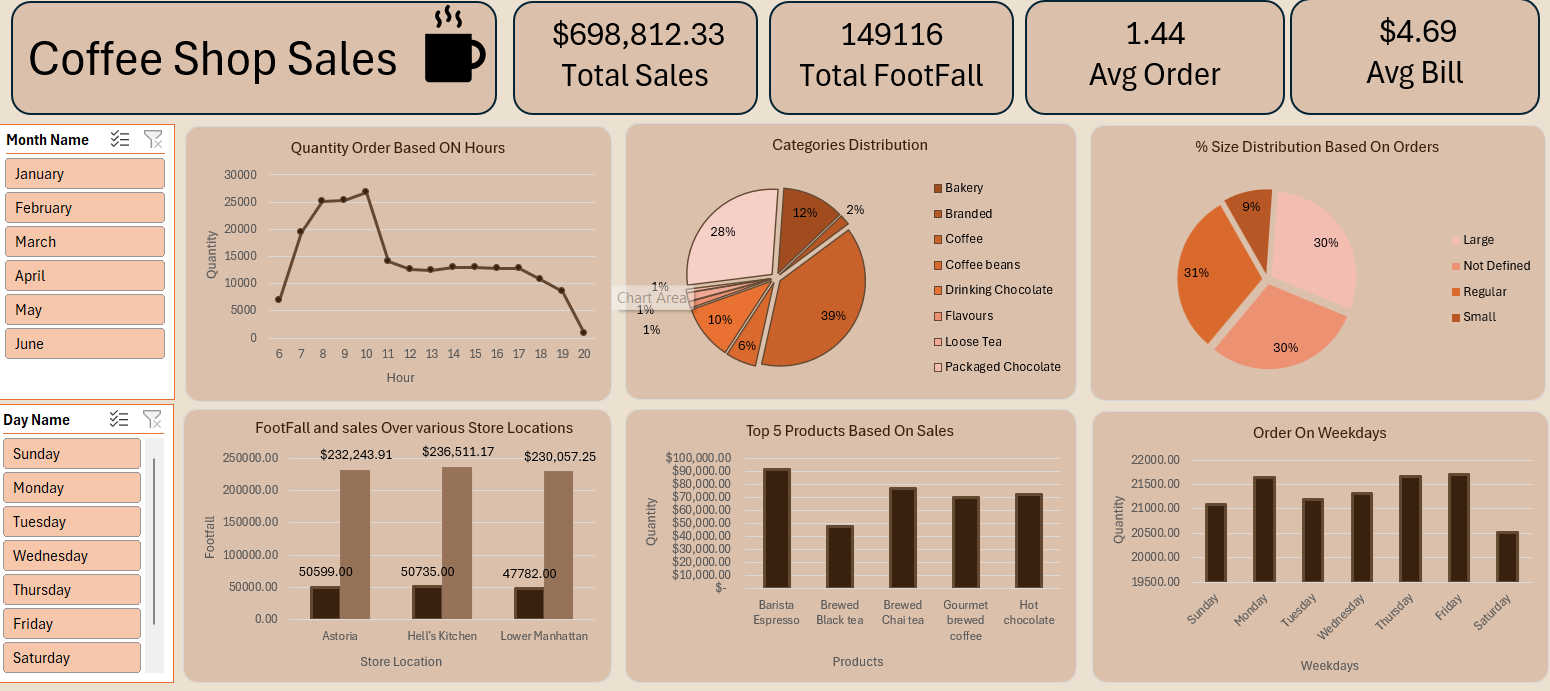 Coffee Shop Sales
$698,812.33
Total Sales
149116
Total FootFall
1.44
Avg Order
$4.69
Avg Bill
Month Name
January
February
March
April
May
June
Day Name
Sunday
Monday
Tuesday
Wednesday
Thursday
Friday
Saturday
Quantity Order Based ON Hours
Quantity
30000
25000
20000
15000
10000
5000
0
6 7 8 9 10 11 12 13 14 15 16 17 18 19 20
Hour
Categories Distribution
28%
12%
2%
39%
6%
10%
1%
1%
1%
Chart Area
Bakery
Branded
Coffee
Coffee beans
Drinking Chocolate
Flavours
Loose Tea
Packaged Chocolate
% Size Distribution Based On Orders
9%
30%
31%
30%
Large
Not Defined
Regular
Small
FootFall and sales Over various Store Locations
Footfall
250000.00
200000.00
150000.00
100000.00
50000.00
0.00
$232,243.91
$236,511.17
$230,057.25
50599.00
50735.00
47782.00
Astoria
Hell's Kitchen
Lower Manhattan
Store Location
Top 5 Products Based On Sales
Quantity
$100,000.00
$90,000.00
$80,000.00
$70,000.00
$60,000.00
$50,000.00
$40,000.00
$30,000.00
$20,000.00
$10,000.00
$-
Barista
Espresso
Brewed
Black tea
Brewed
Chai tea
Gourmet
brewed
coffee
Hot
chocolate
Products
Order On Weekdays
Quantity
22000.00
21500.00
21000.00
20500.00
20000.00
19500.00
Sunday
Monday
Tuesday
Wednesday
Thursday
Friday
Saturday
Weekdays